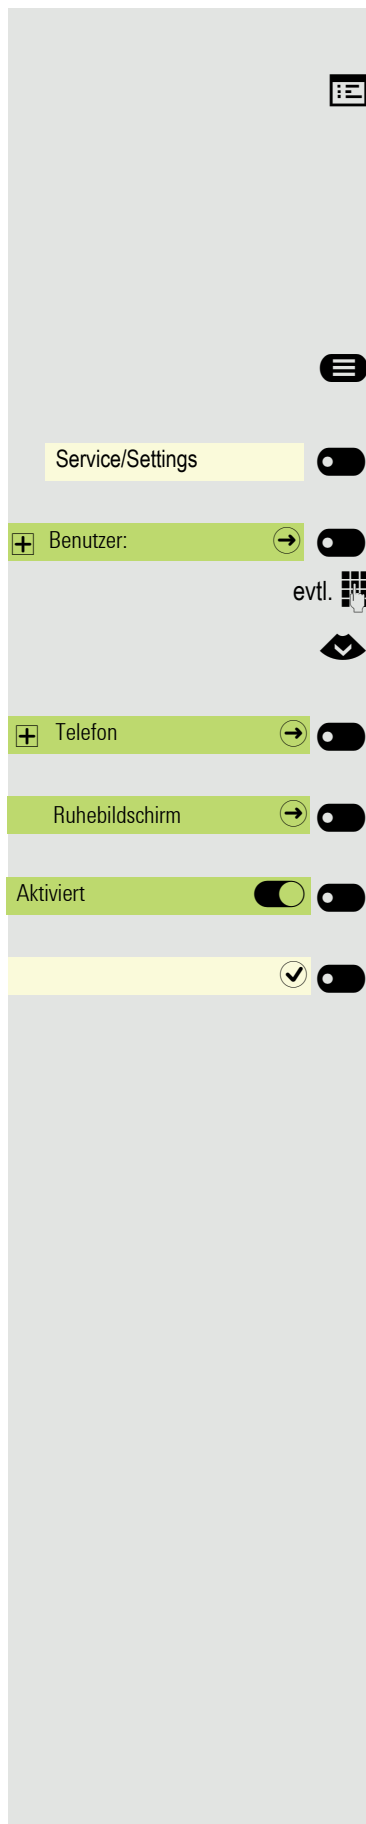 Service/Settings
Benutzer:
evtl.
Telefon
Ruhebildschirm
Aktiviert